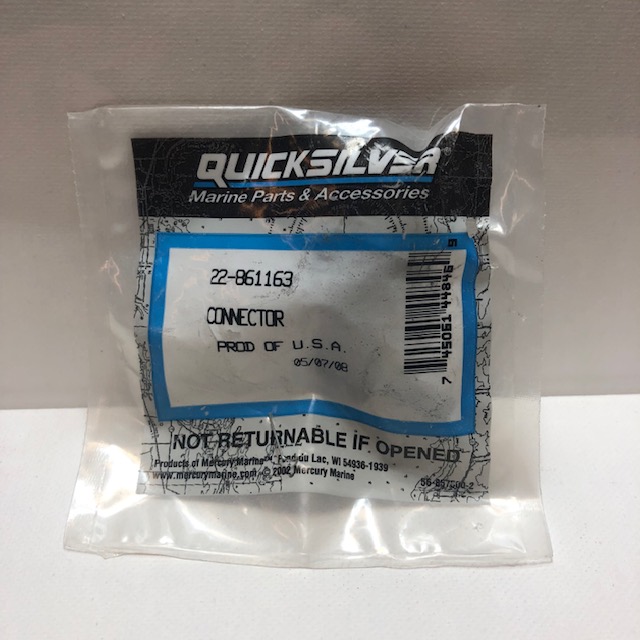 QUICKSILVER
Marine Parts & Accessories
22-861163
CONNECTOR
PROD OF U.S.A.
05/07/08
NOT RETURNABLE IF OPENED
Products of Mercury Marine™, Fond du Lac, WI 54936-1939
www.mercurymarine.com © 2002 Mercury Marine